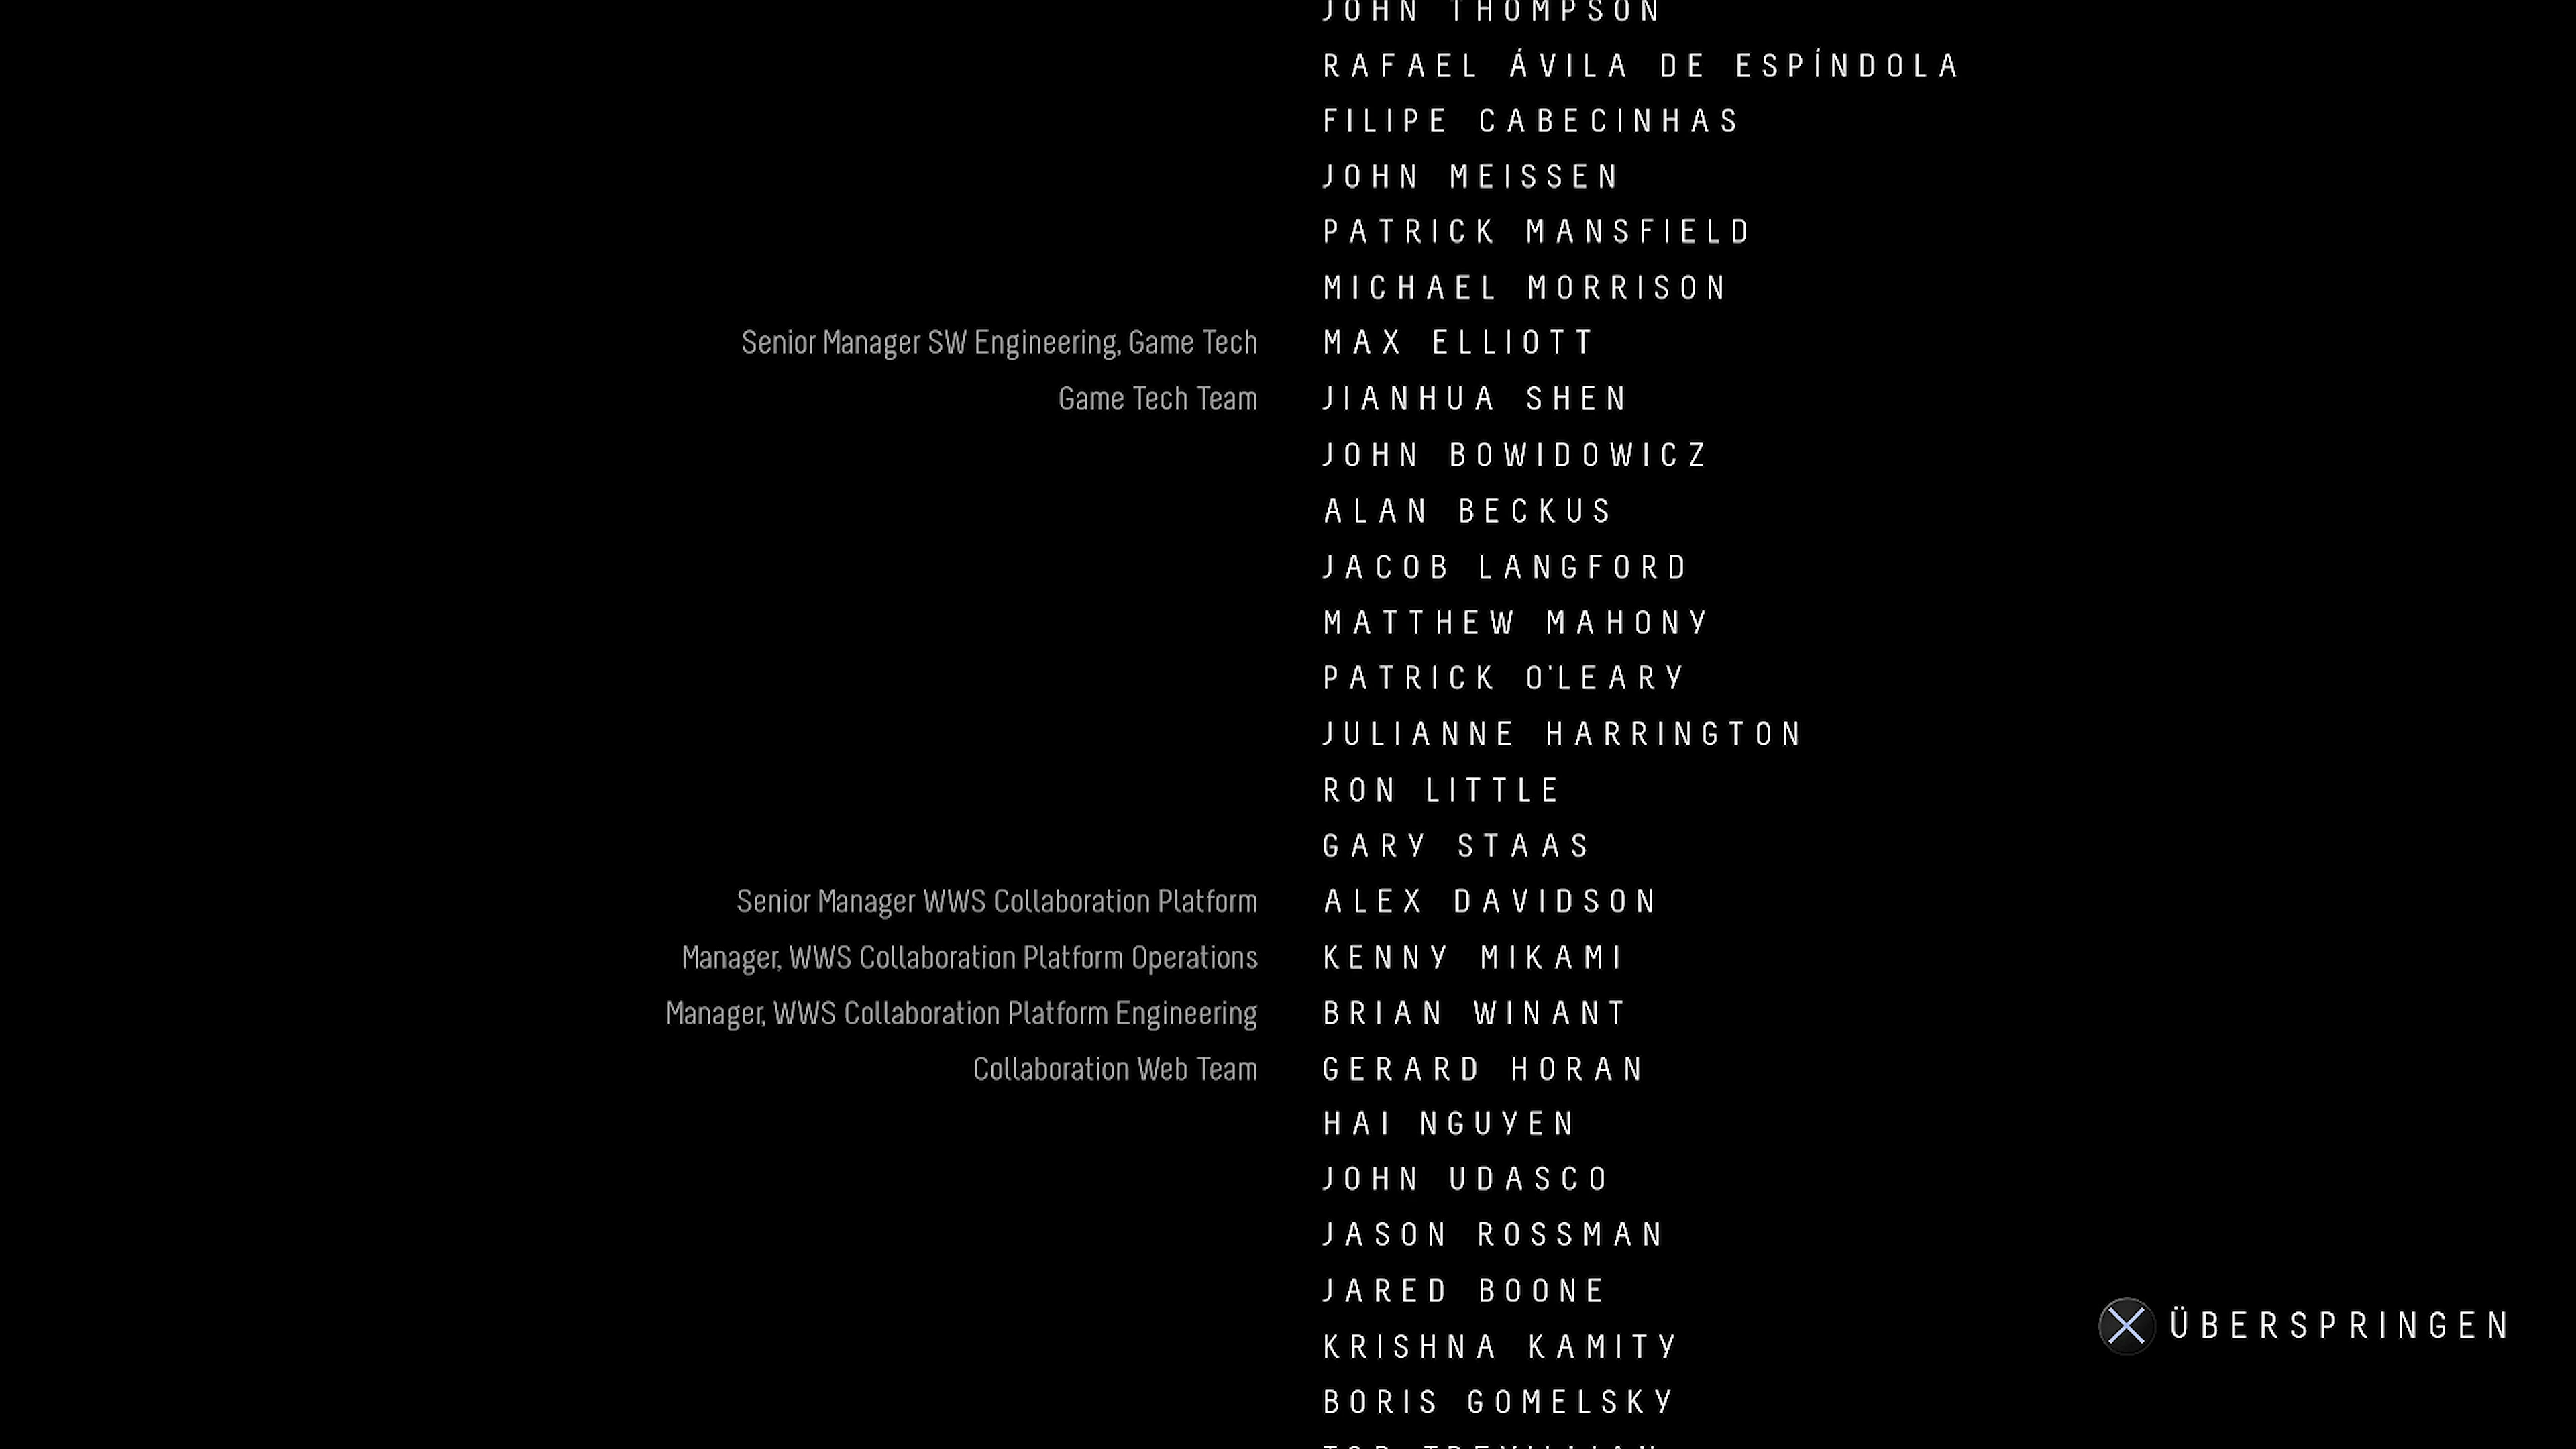 JOHN THOMPSON
RAFAEL ÁVILA DE ESPÍNDOLA
FILIPE CABECINHAS
JOHN MEISSEN
PATRICK MANSFIELD
MICHAEL MORRISON
Senior Manager SW Engineering, Game Tech MAX ELLIOTT
Game Tech Team JIANHUA SHEN
JOHN BOWIDOWICZ
ALAN BECKUS
JACOB LANGFORD
MATTHEW MAHONY
PATRICK O'LEARY
JULIANNE HARRINGTON
RON LITTLE
GARY STAAS
Senior Manager WWS Collaboration Platform ALEX DAVIDSON
Manager, WWS Collaboration Platform Operations KENNY MIKAMI
Manager, WWS Collaboration Platform Engineering BRIAN WINANT
Collaboration Web Team GERARD HORAN
HAI NGUYEN
JOHN UDASCO
JASON ROSSMAN
JARED BOONE
KRISHNA KAMITY
BORIS GOMELSKY
ÜBERSPRINGEN